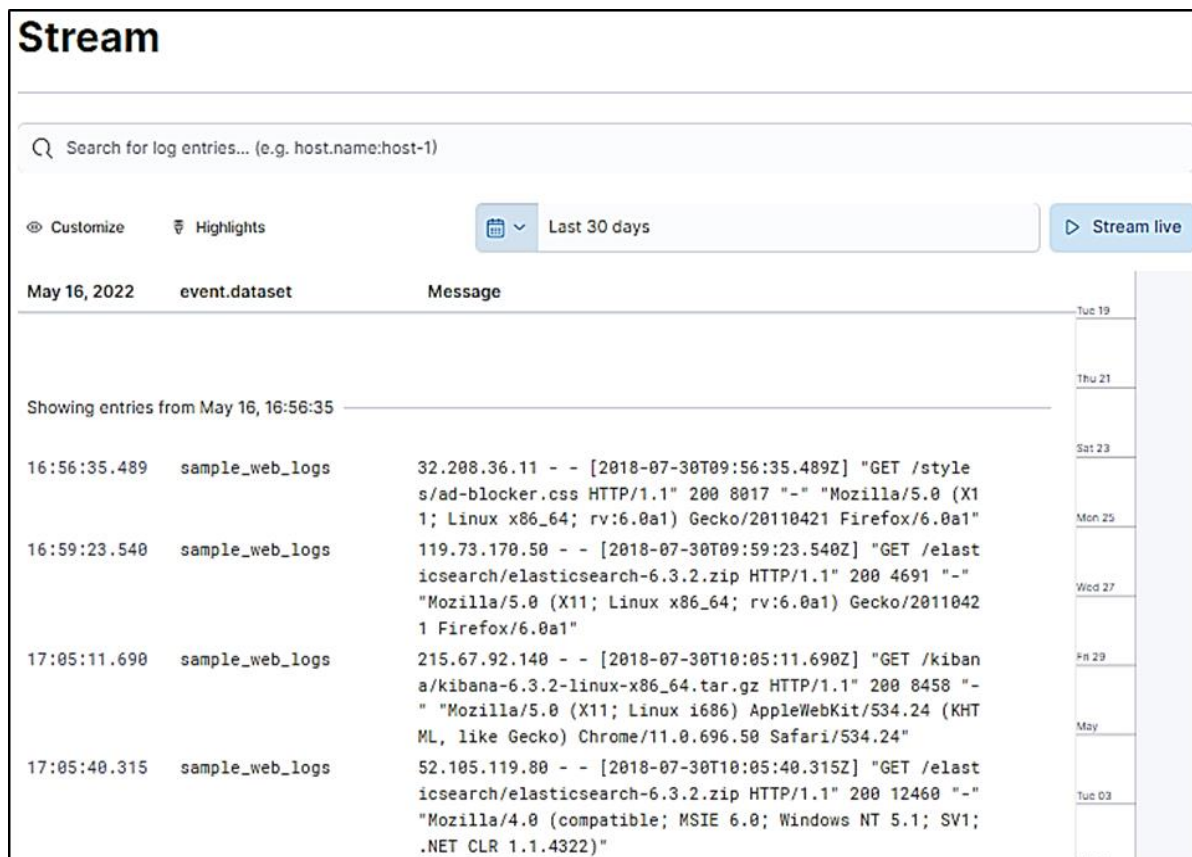 Stream
Search for log entries... (e.g. host.name:host-1)
Customize Highlights Last 30 days Stream live
May 16, 2022 event.dataset Message
Tue 19
Thu 21
Showing entries from May 16, 16:56:35
Sat 23
16:56:35.489 sample_web_logs 32.208.36.11 - - [2018-07-30T09:56:35.489Z] "GET /style
s/ad-blocker.css HTTP/1.1" 200 8017 "-" "Mozilla/5.0 (X1
1; Linux x86_64; rv:6.0a1) Gecko/20110421 Firefox/6.0a1"
Mon 25
16:59:23.540 sample_web_logs 119.73.170.50 - - [2018-07-30T09:59:23.540Z] "GET /elast
icsearch/elasticsearch-6.3.2.zip HTTP/1.1" 200 4691 "-"
Wed 27
"Mozilla/5.0 (X11; Linux x86_64; rv:6.0a1) Gecko/2011042
1 Firefox/6.0a1"
Fri 29
17:05:11.690 sample_web_logs 215.67.92.140 - - [2018-07-30T10:05:11.690Z] "GET /kiban
a/kibana-6.3.2-linux-x86_64.tar.gz HTTP/1.1" 200 8458 "-
" "Mozilla/5.0 (X11; Linux i686) AppleWebKit/534.24 (KHT
May
ML, like Gecko) Chrome/11.0.696.50 Safari/534.24"
17:05:40.315 sample_web_logs 52.105.119.80 - - [2018-07-30T10:05:40.315Z] "GET /elast
icsearch/elasticsearch-6.3.2.zip HTTP/1.1" 200 12460 "-"
Tue 03
"Mozilla/4.0 (compatible; MSIE 6.0; Windows NT 5.1; SV1;
.NET CLR 1.1.4322)"